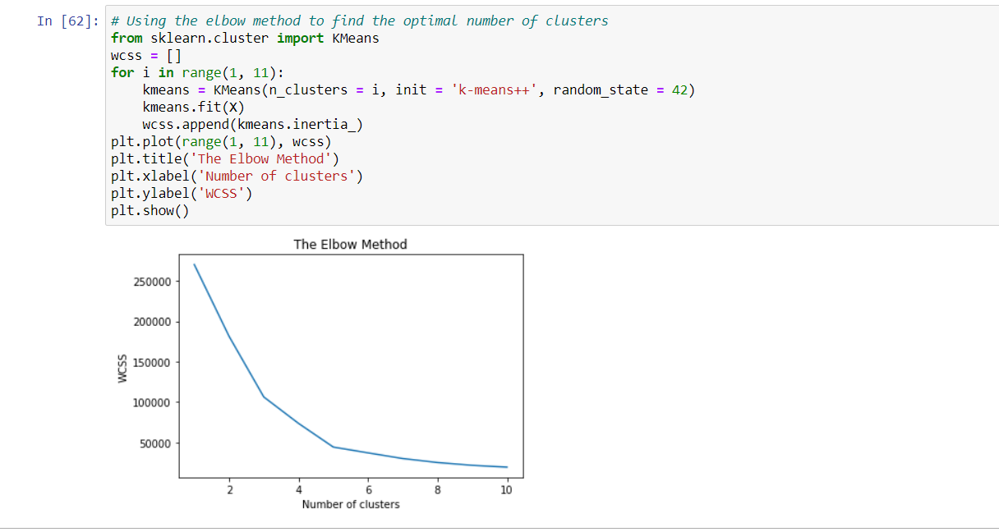 In [62]: # Using the elbow method to find the optimal number of clusters
from sklearn.cluster import KMeans
wcss = []
for i in range(1, 11):
    kmeans = KMeans(n_clusters = i, init = 'k-means++', random_state = 42)
    kmeans.fit(X)
    wcss.append(kmeans.inertia_)
plt.plot(range(1, 11), wcss)
plt.title('The Elbow Method')
plt.xlabel('Number of clusters')
plt.ylabel('WCSS')
plt.show()
The Elbow Method
250000
200000
150000
100000
50000
WCSS
2 4 6 8 10
Number of clusters